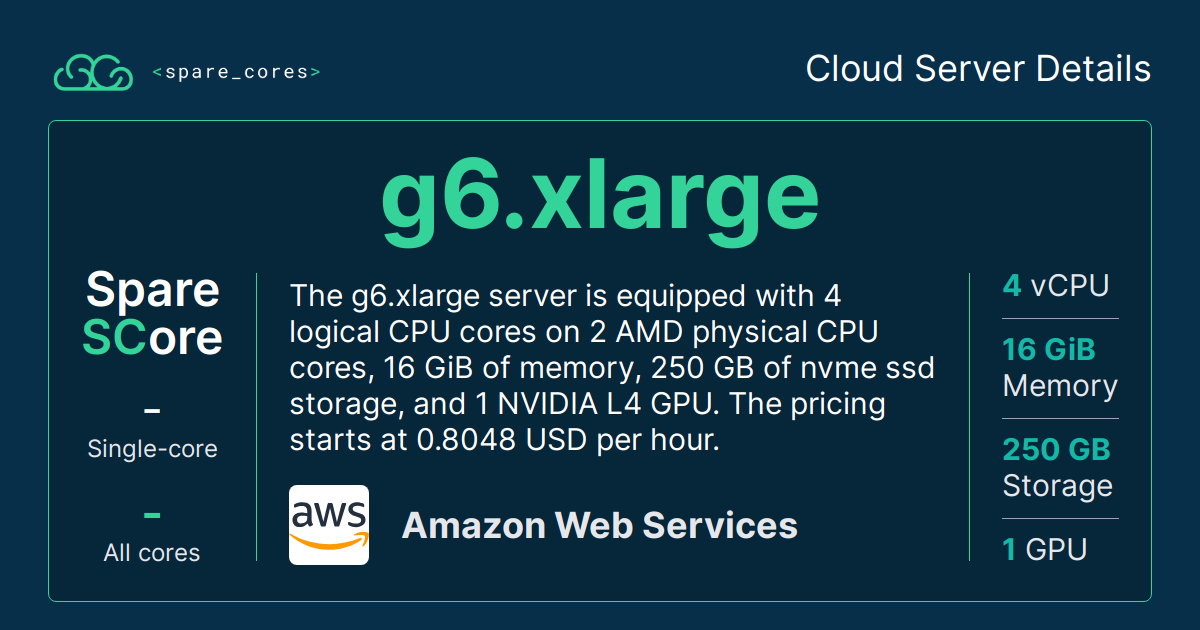 <spare_cores>
Cloud Server Details
g6.xlarge
Spare
SCore
–
Single-core
–
All cores
The g6.xlarge server is equipped with 4
logical CPU cores on 2 AMD physical CPU
cores, 16 GiB of memory, 250 GB of nvme ssd
storage, and 1 NVIDIA L4 GPU. The pricing
starts at 0.8048 USD per hour.
aws
Amazon Web Services
4 vCPU
16 GiB
Memory
250 GB
Storage
1 GPU